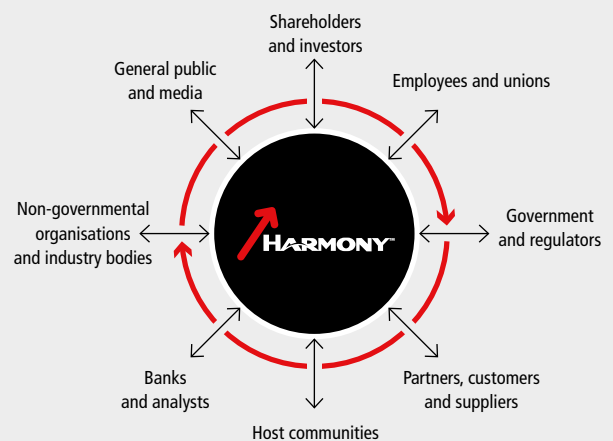 Shareholders
and investors
General public
and media
Employees and unions
Non-governmental
organisations
and industry bodies
HARMONY™
Government
and regulators
Banks
and analysts
Partners, customers
and suppliers
Host communities